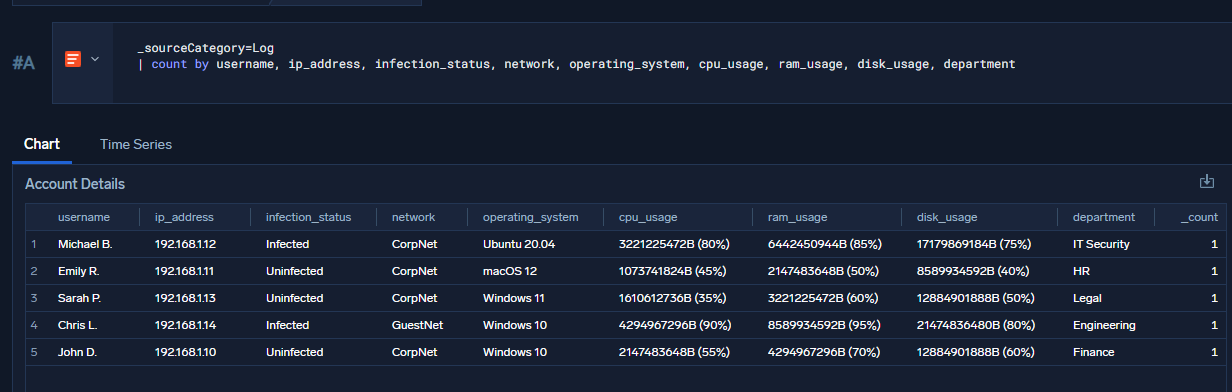 #A
_sourceCategory=Log
| count by username, ip_address, infection_status, network, operating_system, cpu_usage, ram_usage, disk_usage, department
Chart Time Series
Account Details
username ip_address infection_status network operating_system cpu_usage ram_usage disk_usage department _count
1 Michael B. 192.168.1.12 Infected CorpNet Ubuntu 20.04 3221225472B (80%) 6442450944B (85%) 17179869184B (75%) IT Security 1
2 Emily R. 192.168.1.11 Uninfected CorpNet macOS 12 1073741824B (45%) 2147483648B (50%) 8589934592B (40%) HR 1
3 Sarah P. 192.168.1.13 Uninfected CorpNet Windows 11 1610612736B (35%) 3221225472B (60%) 12884901888B (50%) Legal 1
4 Chris L. 192.168.1.14 Infected GuestNet Windows 10 4294967296B (90%) 8589934592B (95%) 21474836480B (80%) Engineering 1
5 John D. 192.168.1.10 Uninfected CorpNet Windows 10 2147483648B (55%) 4294967296B (70%) 12884901888B (60%) Finance 1